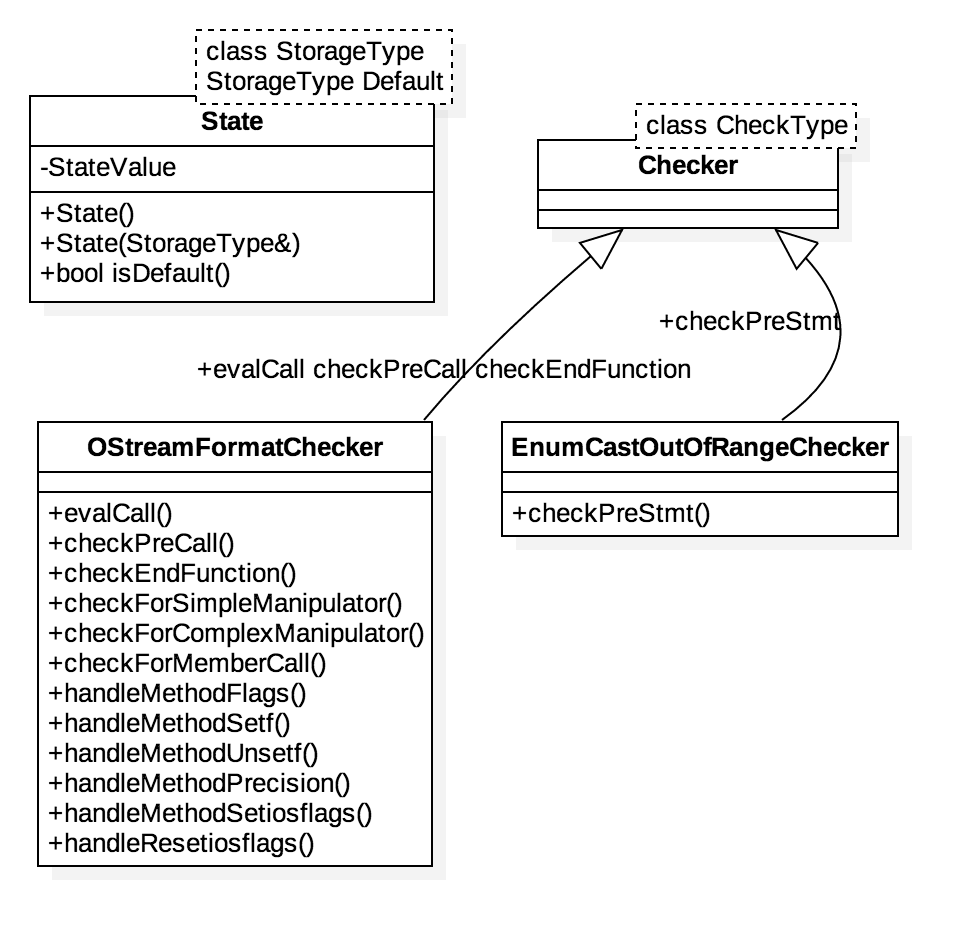 class StorageType
StorageType Default
State
-StateValue
+State()
+State(StorageType&)
+bool isDefault()
class CheckType
Checker
+checkPreStmt
+evalCall checkPreCall checkEndFunction
OStreamFormatChecker
+evalCall()
+checkPreCall()
+checkEndFunction()
+checkForSimpleManipulator()
+checkForComplexManipulator()
+checkForMemberCall()
+handleMethodFlags()
+handleMethodSetf()
+handleMethodUnsetf()
+handleMethodPrecision()
+handleMethodSetiosflags()
+handleResetiosflags()
EnumCastOutOfRangeChecker
+checkPreStmt()